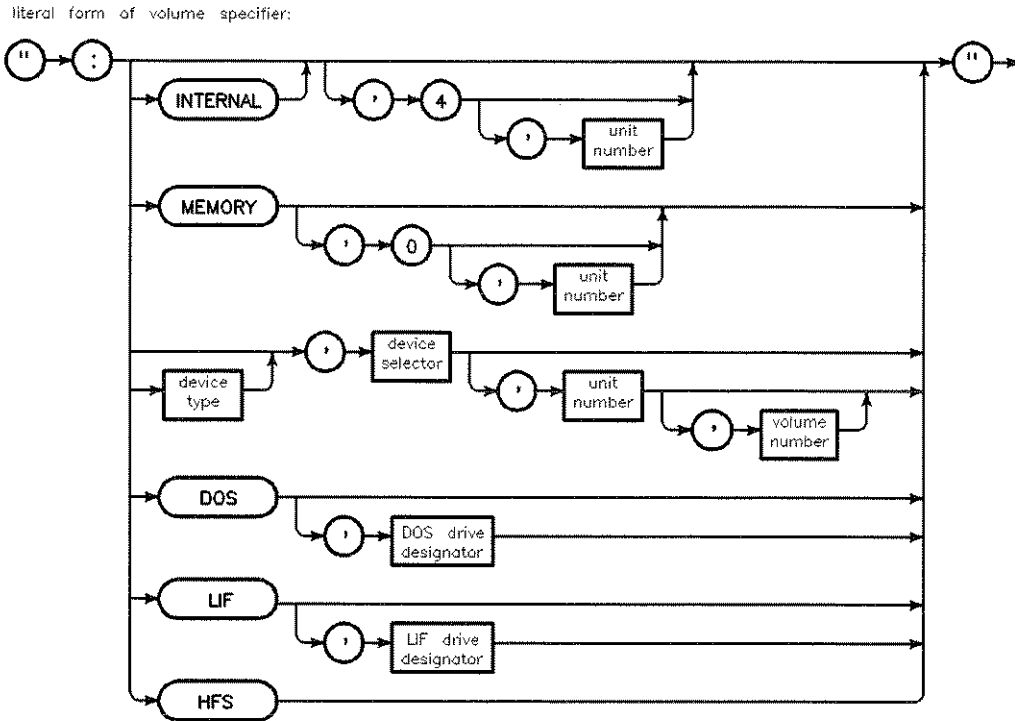 literal form of volume specifier:
" : "
INTERNAL , 4 , unit number
MEMORY , 0 , unit number
device type , device selector , unit number , volume number
DOS , DOS drive designator
LIF , LIF drive designator
HFS